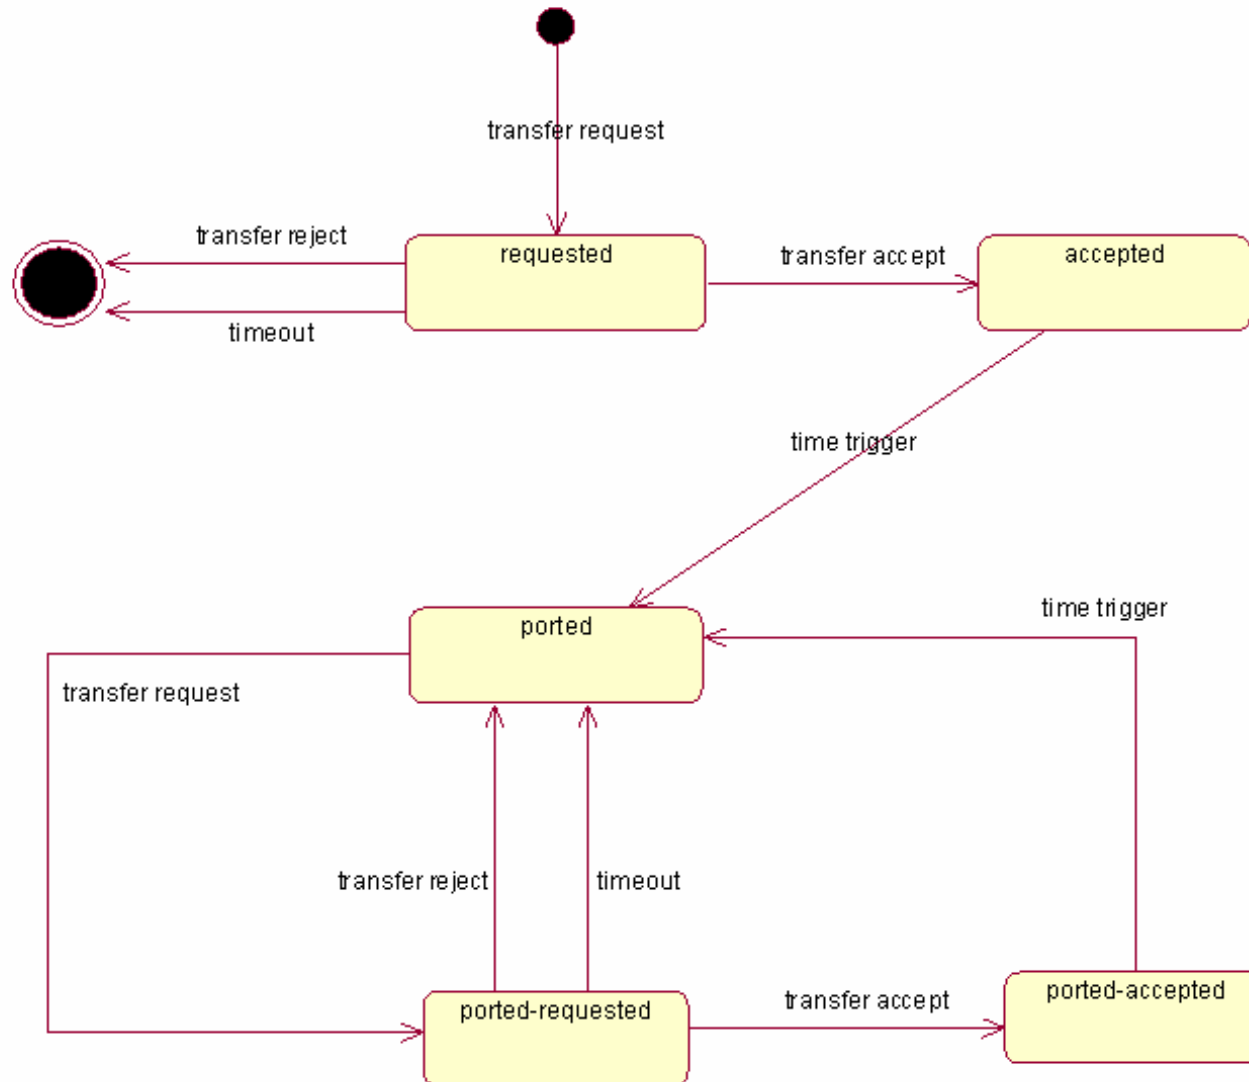 transfer request
transfer reject
requested
transfer accept
accepted
timeout
time trigger
ported
time trigger
transfer request
transfer reject
timeout
ported-requested
transfer accept
ported-accepted